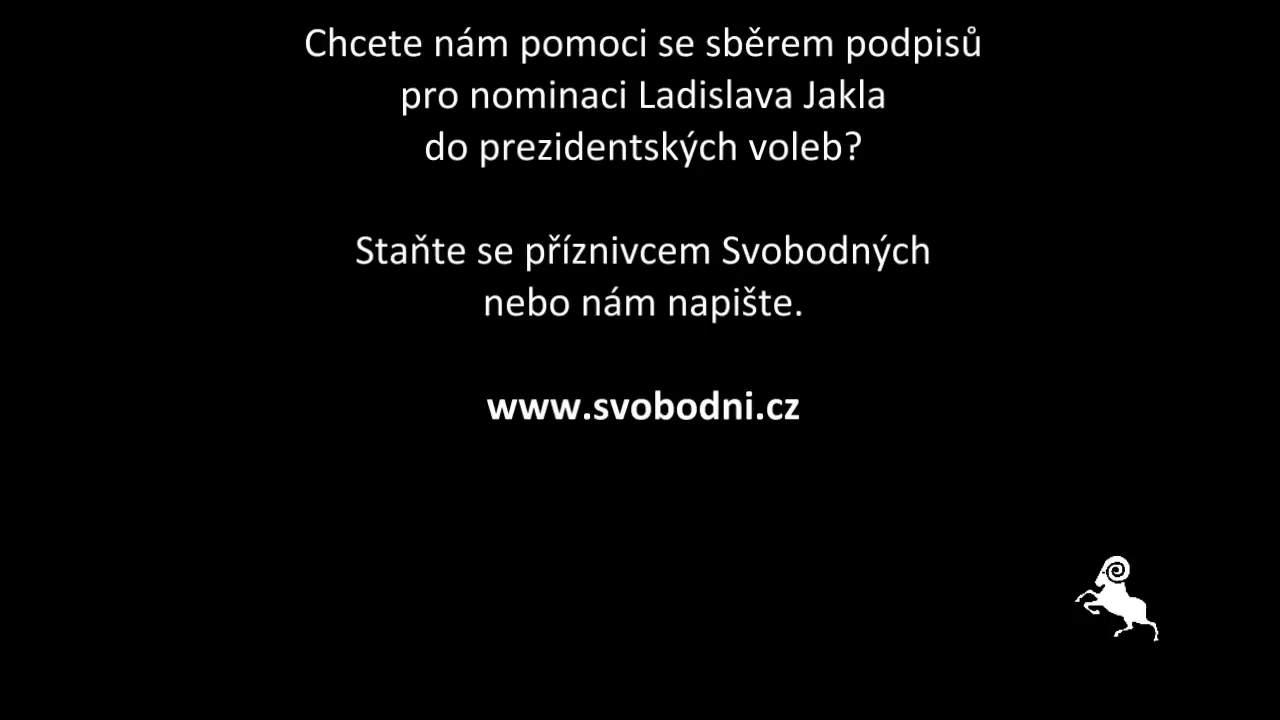 Chcete nám pomoci se sběrem podpisů
pro nominaci Ladislava Jakla
do prezidentských voleb?
Staňte se příznivcem Svobodných
nebo nám napište.
www.svobodni.cz